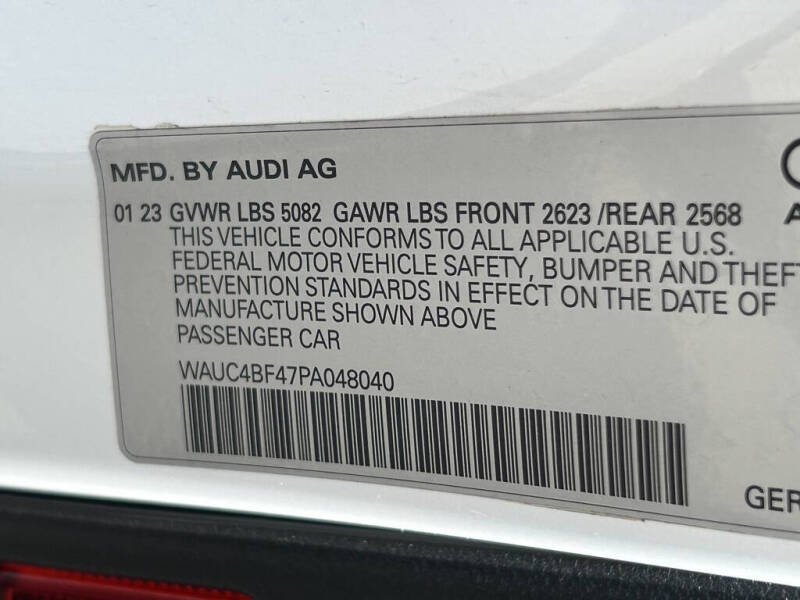 MFD. BY AUDI AG
01 23 GVWR LBS 5082 GAWR LBS FRONT 2623 /REAR 2568
THIS VEHICLE CONFORMS TO ALL APPLICABLE U.S.
FEDERAL MOTOR VEHICLE SAFETY, BUMPER AND THEFT
PREVENTION STANDARDS IN EFFECT ON THE DATE OF
MANUFACTURE SHOWN ABOVE
PASSENGER CAR
WAUC4BF47PA048040